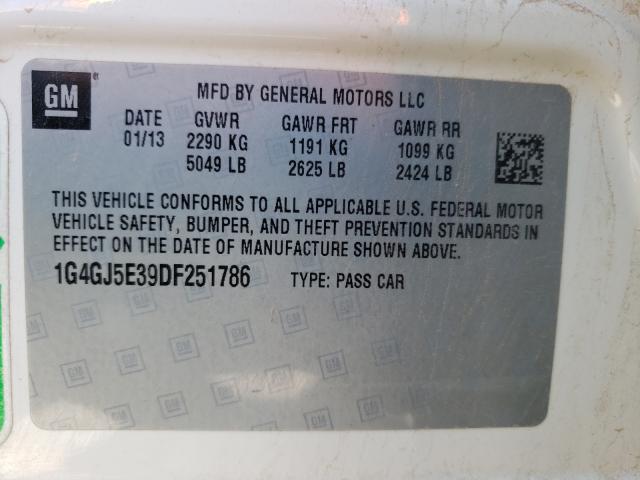 GM
MFD BY GENERAL MOTORS LLC
DATE GVWR GAWR FRT GAWR RR
01/13 2290 KG 1191 KG 1099 KG
5049 LB 2625 LB 2424 LB
THIS VEHICLE CONFORMS TO ALL APPLICABLE U.S. FEDERAL MOTOR
VEHICLE SAFETY, BUMPER, AND THEFT PREVENTION STANDARDS IN
EFFECT ON THE DATE OF MANUFACTURE SHOWN ABOVE.
1G4GJ5E39DF251786 TYPE: PASS CAR